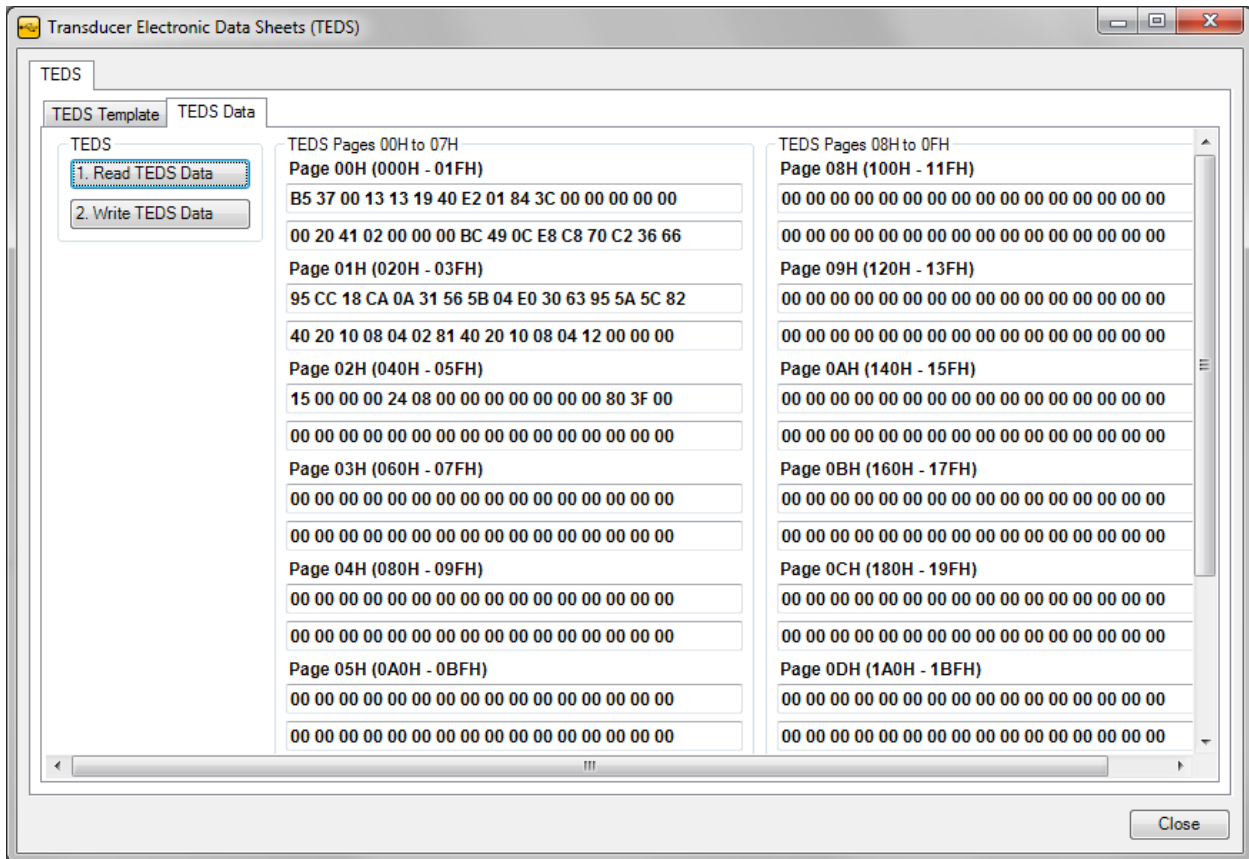 Transducer Electronic Data Sheets (TEDS)
TEDS
TEDS Template
TEDS Data
TEDS
1. Read TEDS Data
2. Write TEDS Data
TEDS Pages 00H to 07H
Page 00H (000H - 01FH)
B5 37 00 13 13 19 40 E2 01 84 3C 00 00 00 00 00
00 20 41 02 00 00 00 BC 49 0C E8 C8 70 C2 36 66
Page 01H (020H - 03FH)
95 CC 18 CA 0A 31 56 5B 04 E0 30 63 95 5A 5C 82
40 20 10 08 04 02 81 40 20 10 08 04 12 00 00 00
Page 02H (040H - 05FH)
15 00 00 00 24 08 00 00 00 00 00 00 00 80 3F 00
00 00 00 00 00 00 00 00 00 00 00 00 00 00 00 00
Page 03H (060H - 07FH)
00 00 00 00 00 00 00 00 00 00 00 00 00 00 00 00
00 00 00 00 00 00 00 00 00 00 00 00 00 00 00 00
Page 04H (080H - 09FH)
00 00 00 00 00 00 00 00 00 00 00 00 00 00 00 00
00 00 00 00 00 00 00 00 00 00 00 00 00 00 00 00
Page 05H (0A0H - 0BFH)
00 00 00 00 00 00 00 00 00 00 00 00 00 00 00 00
00 00 00 00 00 00 00 00 00 00 00 00 00 00 00 00
TEDS Pages 08H to 0FH
Page 08H (100H - 11FH)
00 00 00 00 00 00 00 00 00 00 00 00 00 00 00 00
00 00 00 00 00 00 00 00 00 00 00 00 00 00 00 00
Page 09H (120H - 13FH)
00 00 00 00 00 00 00 00 00 00 00 00 00 00 00 00
00 00 00 00 00 00 00 00 00 00 00 00 00 00 00 00
Page 0AH (140H - 15FH)
00 00 00 00 00 00 00 00 00 00 00 00 00 00 00 00
00 00 00 00 00 00 00 00 00 00 00 00 00 00 00 00
Page 0BH (160H - 17FH)
00 00 00 00 00 00 00 00 00 00 00 00 00 00 00 00
00 00 00 00 00 00 00 00 00 00 00 00 00 00 00 00
Page 0CH (180H - 19FH)
00 00 00 00 00 00 00 00 00 00 00 00 00 00 00 00
00 00 00 00 00 00 00 00 00 00 00 00 00 00 00 00
Page 0DH (1A0H - 1BFH)
00 00 00 00 00 00 00 00 00 00 00 00 00 00 00 00
00 00 00 00 00 00 00 00 00 00 00 00 00 00 00 00
Close